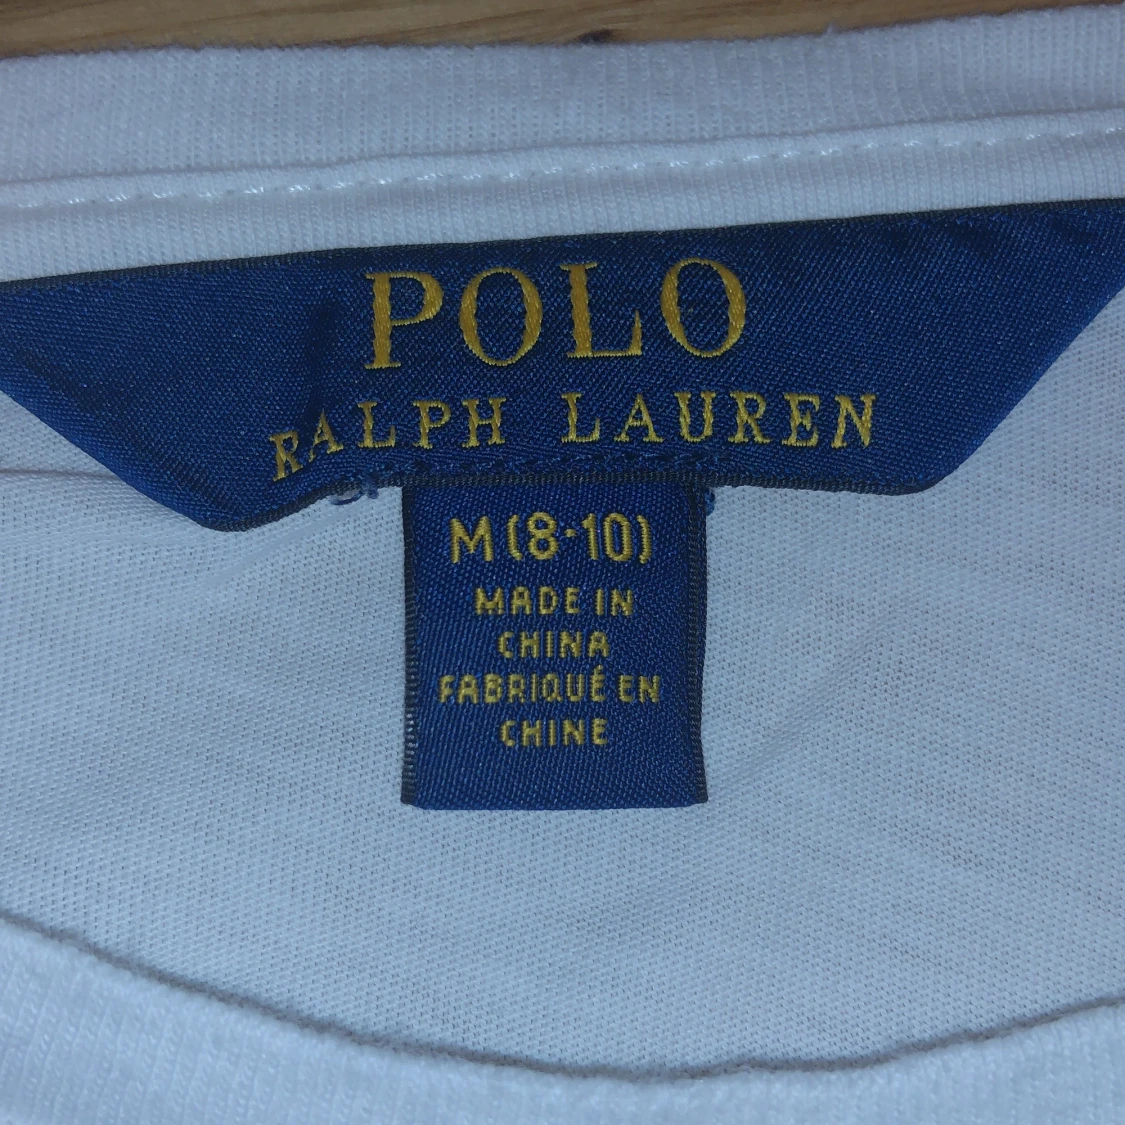 POLO
RALPH LAUREN
M (8·10)
MADE IN
CHINA
FABRIQUÉ EN
CHINE